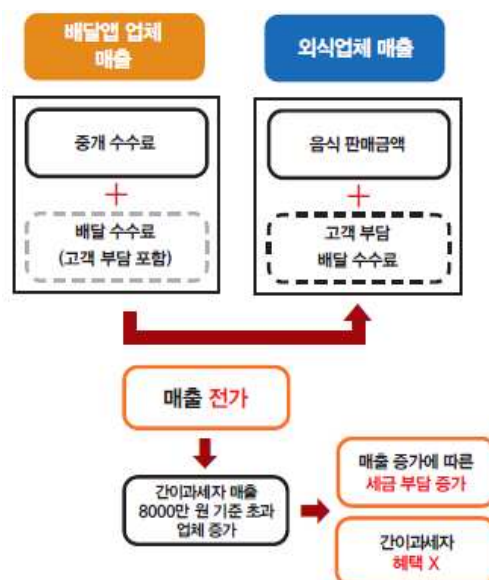 배달앱 업체
매출
외식업체 매출
중개 수수료
+
배달 수수료
(고객 부담 포함)
음식 판매금액
+
고객 부담
배달 수수료
매출 전가
간이과세자 매출
8000만 원 기준 초과
업체 증가
매출 증가에 따른
세금 부담 증가
간이과세자
혜택 X